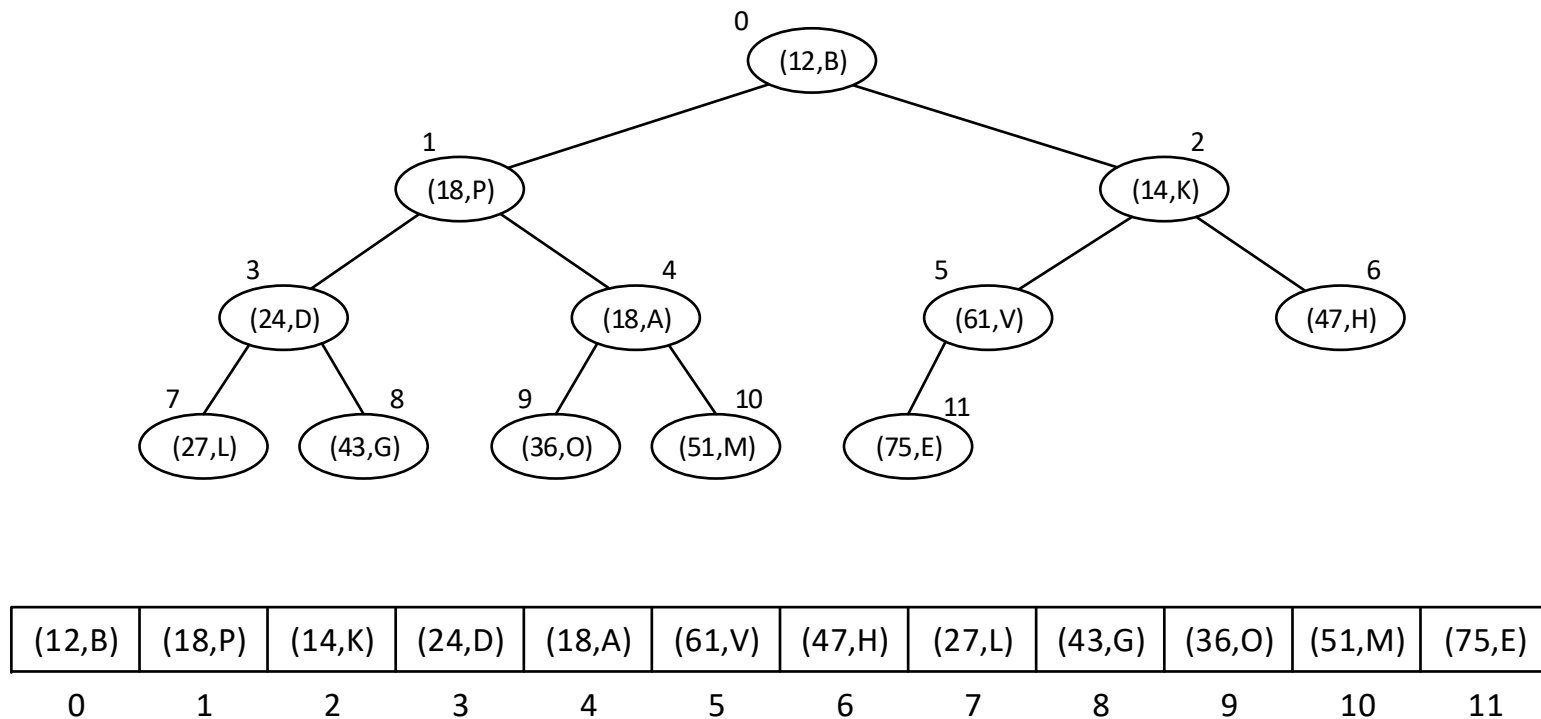 0
(12,B)
1 2
(18,P) (14,K)
3 4 5 6
(24,D) (18,A) (61,V) (47,H)
7 8 9 10 11
(27,L) (43,G) (36,O) (51,M) (75,E)
(12,B) (18,P) (14,K) (24,D) (18,A) (61,V) (47,H) (27,L) (43,G) (36,O) (51,M) (75,E)
0 1 2 3 4 5 6 7 8 9 10 11